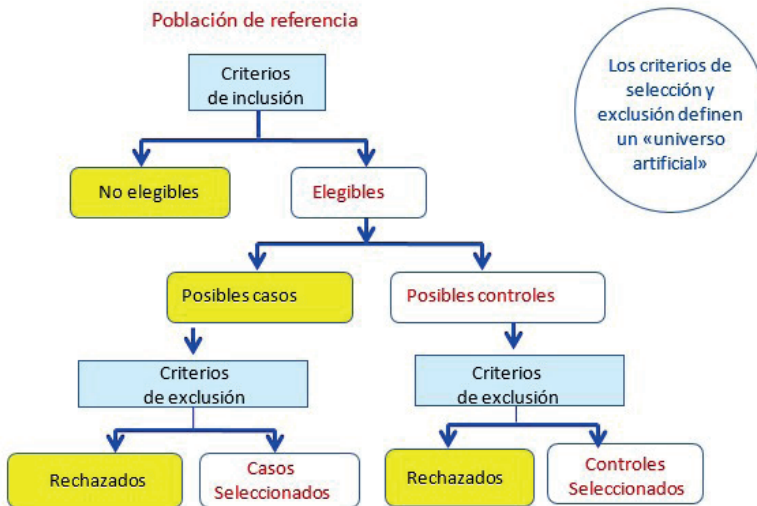 Población de referencia
Criterios
de inclusión
Los criterios de
selección y
exclusión definen
un «universo
artificial»
No elegibles
Elegibles
Posibles casos
Posibles controles
Criterios
de exclusión
Criterios
de exclusión
Rechazados
Casos
Seleccionados
Rechazados
Controles
Seleccionados